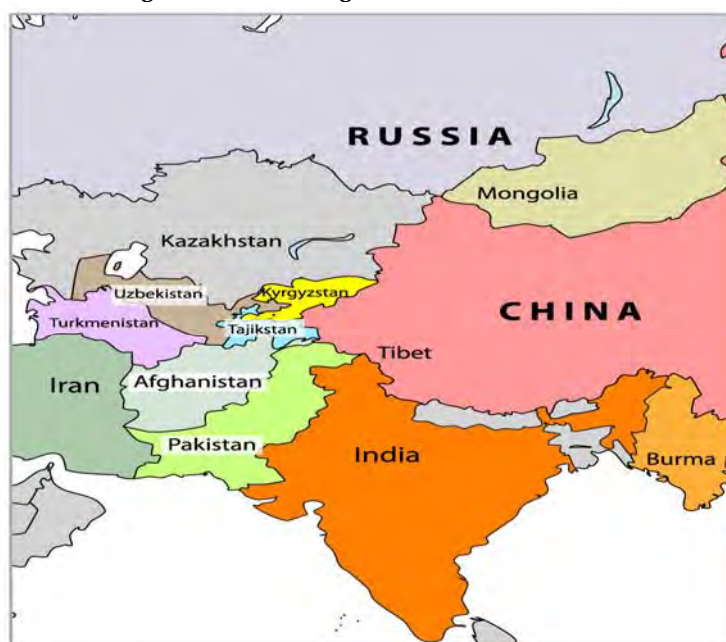 RUSSIA
Mongolia
Kazakhstan
Uzbekistan
Kyrgyzstan
CHINA
Turkmenistan
Tajikstan
Tibet
Iran
Afghanistan
Pakistan
India
Burma